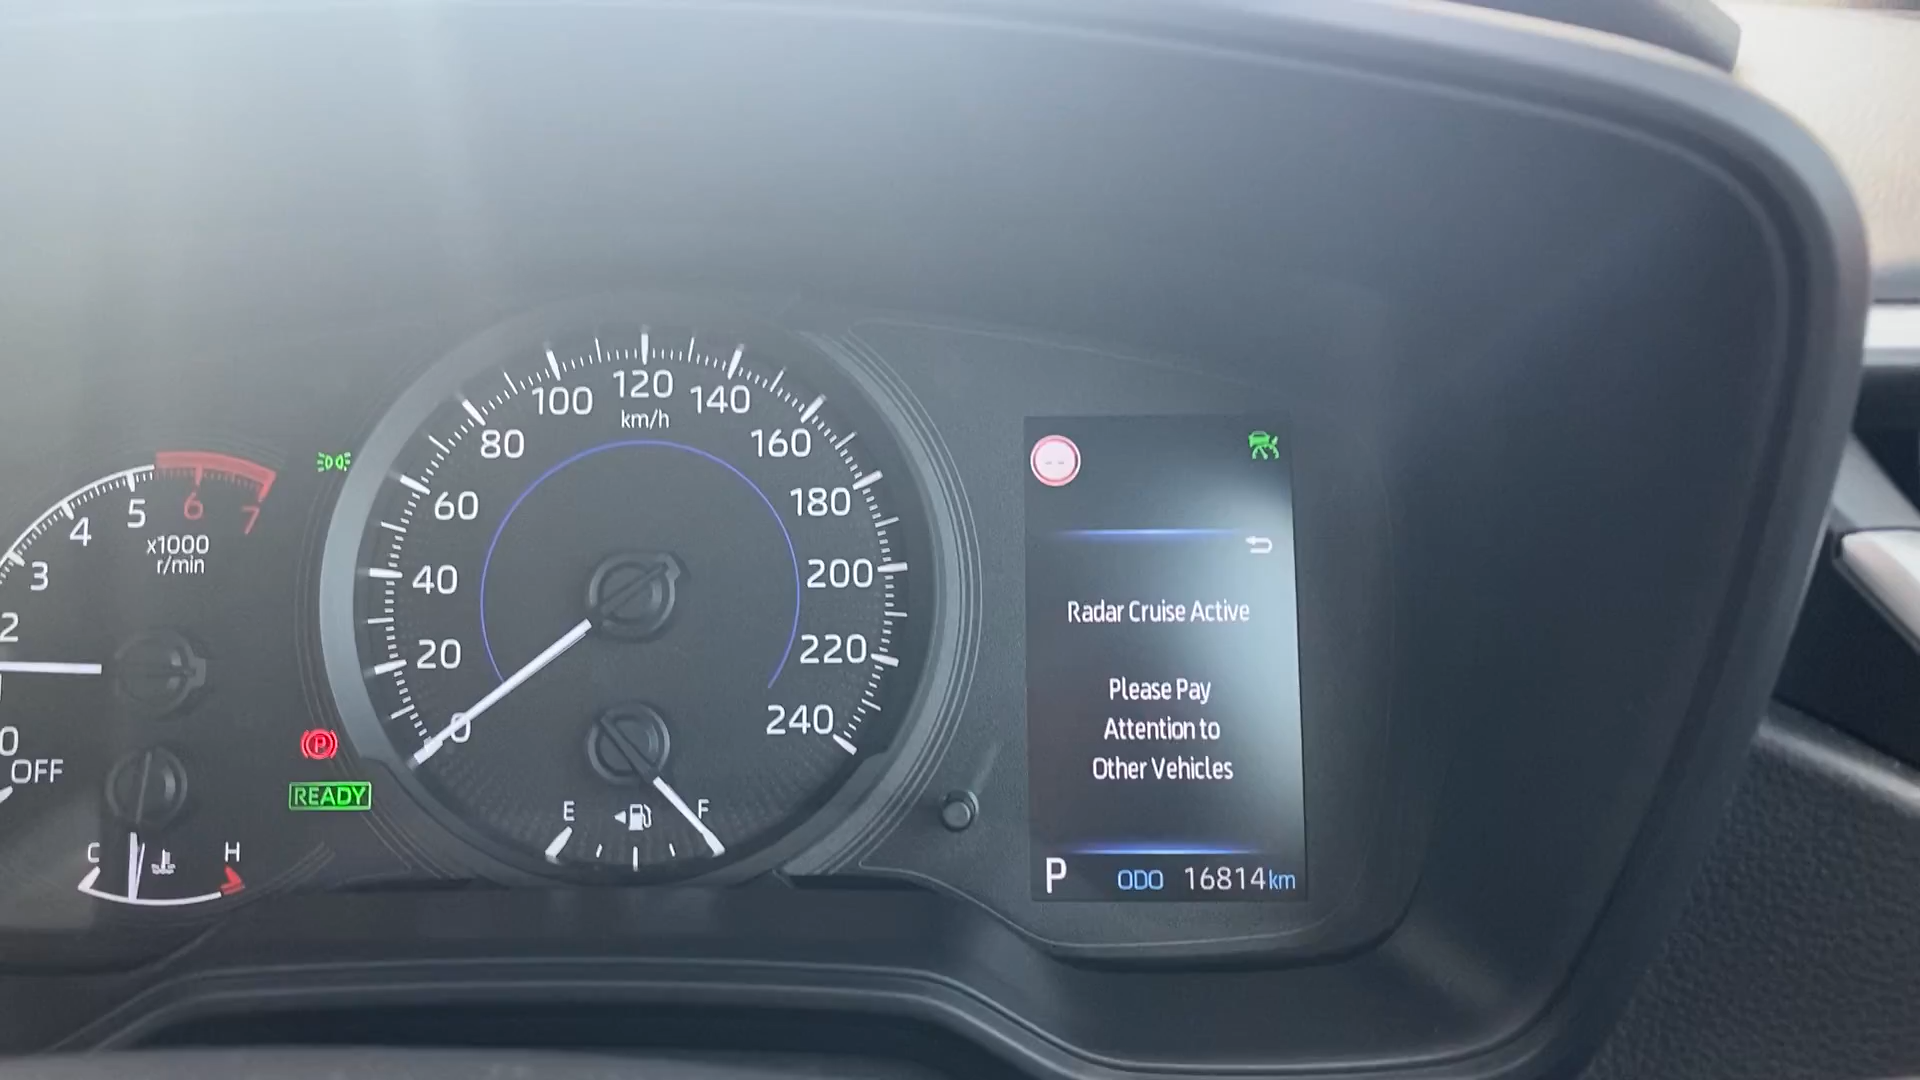 120
100
140
km/h
80
160
60
180
40
200
20
220
0
240
E
F
7
6
5
4
3
2
0
x1000
r/min
OFF
C
H
P
READY
--
Radar Cruise Active
Please Pay
Attention to
Other Vehicles
P ODO 16814km